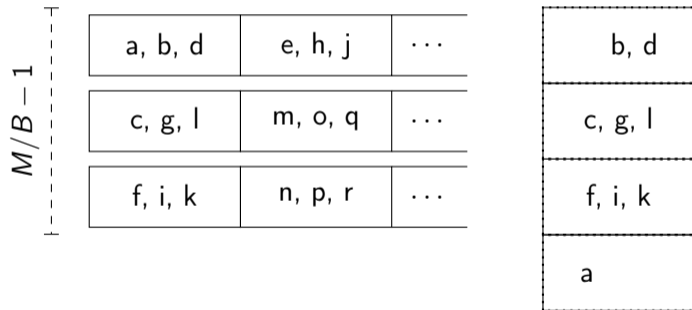 M/B − 1
a, b, d e, h, j ···
c, g, l m, o, q ···
f, i, k n, p, r ···
b, d
c, g, l
f, i, k
a